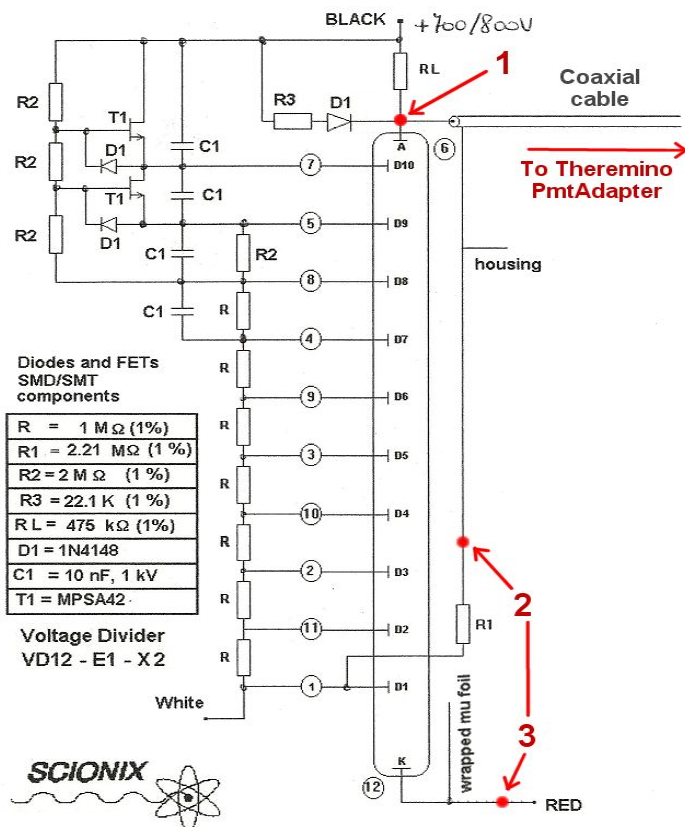 BLACK +700/800V
RL
1
Coaxial
cable
R2
T1
R3
D1
C1
A
6
To Theremino
PmtAdapter
R2
D1
7
D10
T1
C1
R2
D1
5
D9
C1
R2
housing
8
D8
C1
R
4
D7
Diodes and FETs
SMD/SMT
components
R
9
D6
R = 1 MΩ (1%)
R1 = 2.21 MΩ (1 %)
R2 = 2 M Ω (1 %)
R3 = 22.1 K (1 %)
RL = 475 kΩ (1%)
D1 = 1N4148
C1 = 10 nF, 1 kV
T1 = MPSA42
R
3
D5
R
10
D4
R
2
D3
2
R
11
D2
R1
Voltage Divider
VD12 - E1 - X2
R
1
D1
White
wrapped mu foil
3
K
12
RED
SCIONIX